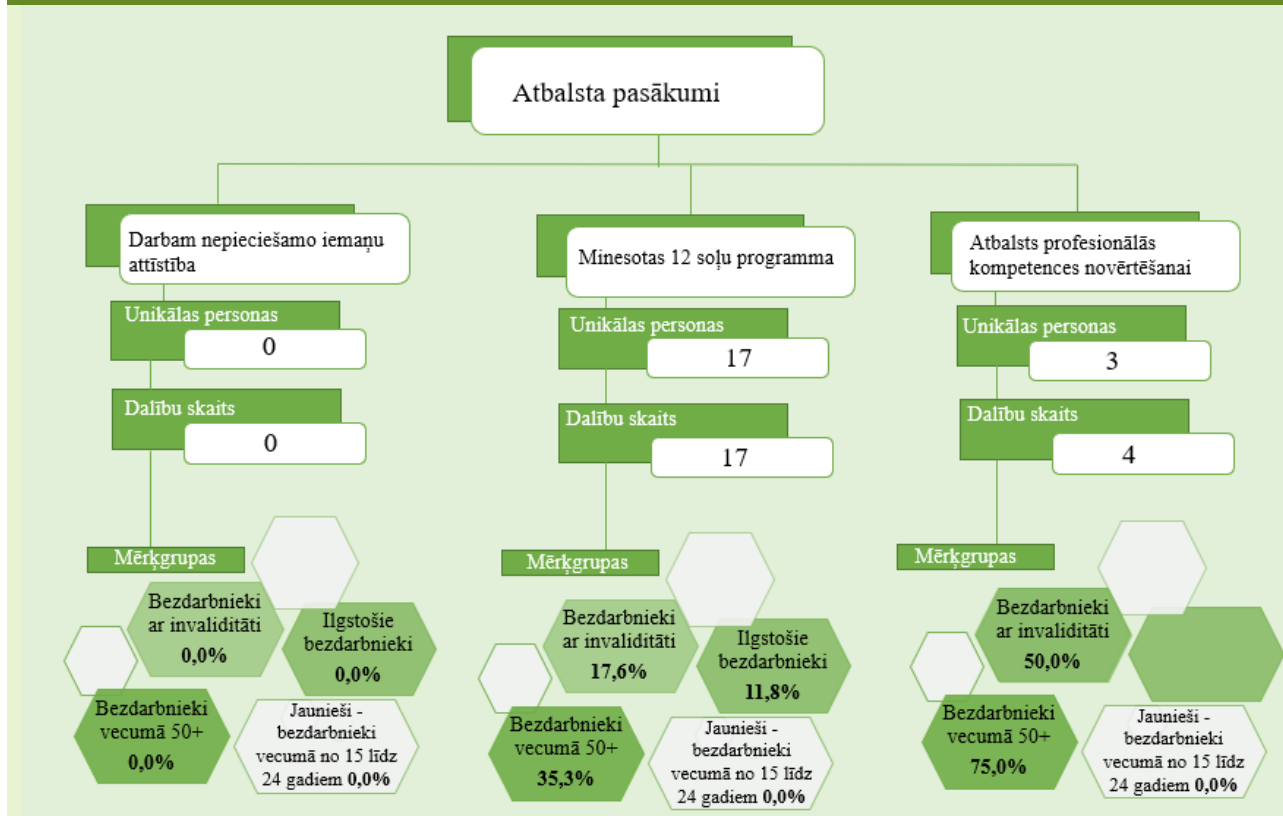 Atbalsta pasākumi
Darbam nepieciešamo iemaņu
attīstība
Unikālas personas
0
Dalību skaits
0
Mērķgrupas
Bezdarbnieki
ar invaliditāti
0,0%
Ilgstošie
bezdarbnieki
0,0%
Bezdarbnieki
vecumā 50+
0,0%
Jaunieši -
bezdarbnieki
vecumā no 15 līdz
24 gadiem 0,0%
Minesotas 12 soļu programma
Unikālas personas
17
Dalību skaits
17
Mērķgrupas
Bezdarbnieki
ar invaliditāti
17,6%
Ilgstošie
bezdarbnieki
11,8%
Bezdarbnieki
vecumā 50+
35,3%
Jaunieši -
bezdarbnieki
vecumā no 15 līdz
24 gadiem 0,0%
Atbalsts profesionālās
kompetences novērtēšanai
Unikālas personas
3
Dalību skaits
4
Mērķgrupas
Bezdarbnieki
ar invaliditāti
50,0%
Bezdarbnieki
vecumā 50+
75,0%
Jaunieši -
bezdarbnieki
vecumā no 15 līdz
24 gadiem 0,0%